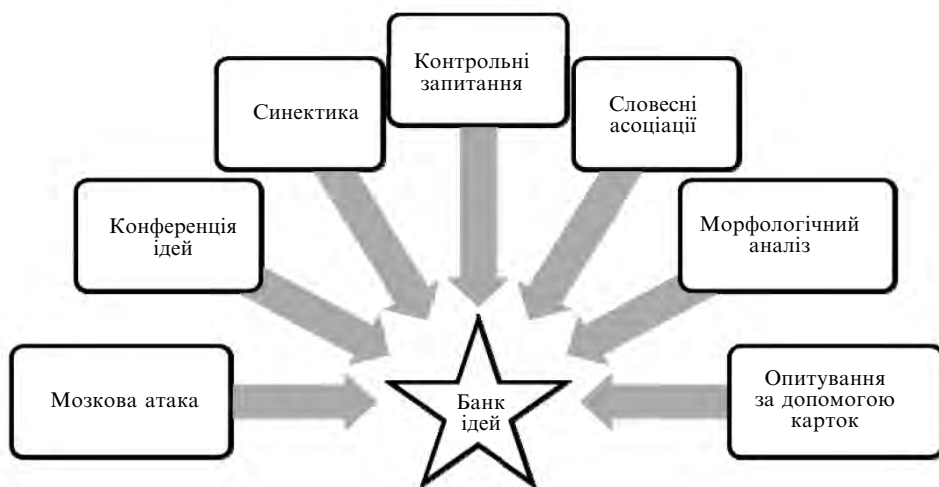 Контрольні
запитання
Синектика
Словесні
асоціації
Конференція
ідей
Морфологічний
аналіз
Мозкова атака
Банк
ідей
Опитування
за допомогою
карток